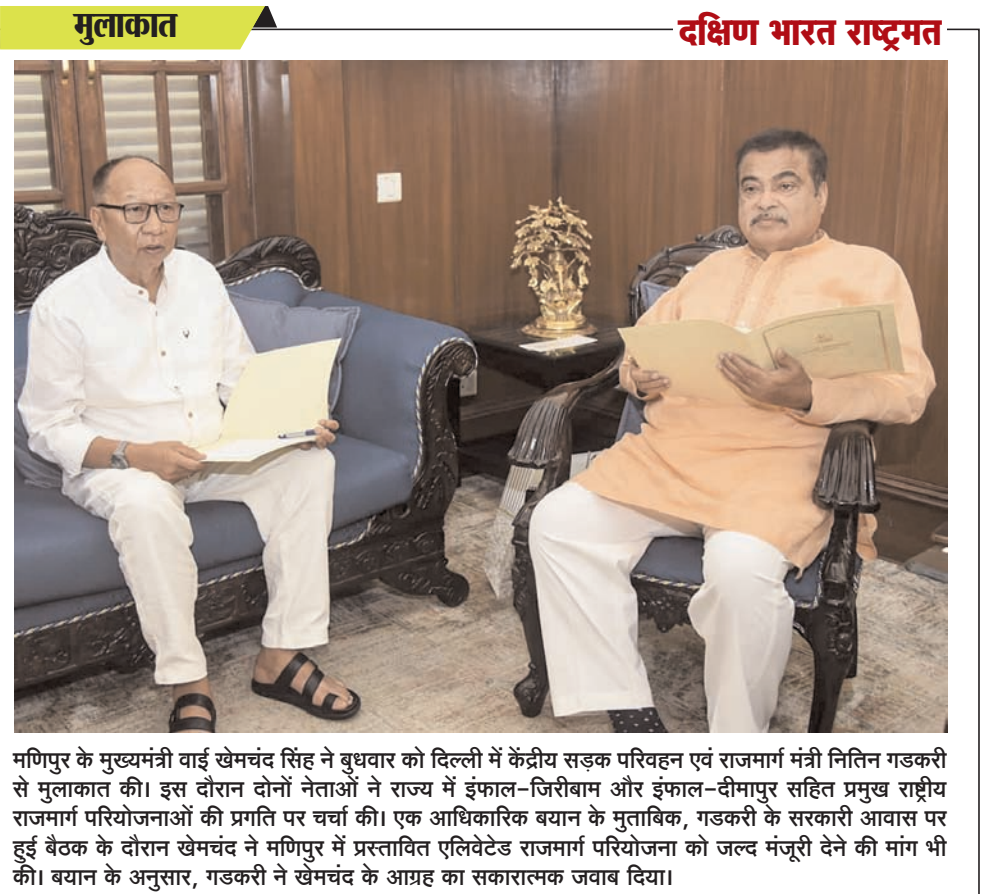 मुलाकात
दक्षिण भारत राष्ट्रमत
मणिपुर के मुख्यमंत्री वाई खेमचंद सिंह ने बुधवार को दिल्ली में केंद्रीय सड़क परिवहन एवं राजमार्ग मंत्री नितिन गडकरी
से मुलाकात की। इस दौरान दोनों नेताओं ने राज्य में इंफाल-जिरीबाम और इंफाल-दीमापुर सहित प्रमुख राष्ट्रीय
राजमार्ग परियोजनाओं की प्रगति पर चर्चा की। एक आधिकारिक बयान के मुताबिक, गडकरी के सरकारी आवास पर
हुई बैठक के दौरान खेमचंद ने मणिपुर में प्रस्तावित एलिवेटेड राजमार्ग परियोजना को जल्द मंजूरी देने की मांग भी
की। बयान के अनुसार, गडकरी ने खेमचंद के आग्रह का सकारात्मक जवाब दिया।